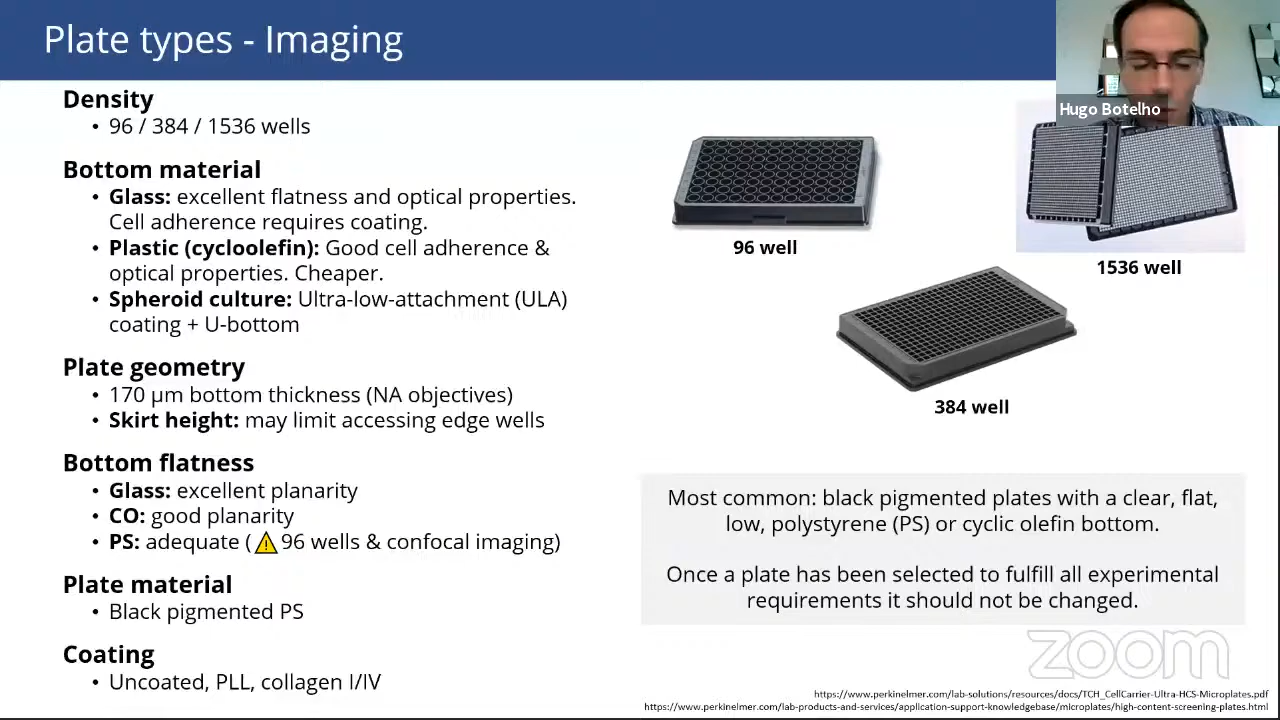 Plate types - Imaging
Hugo Botelho
Density
• 96 / 384 / 1536 wells
Bottom material
• Glass: excellent flatness and optical properties.
Cell adherence requires coating.
• Plastic (cycloolefin): Good cell adherence &
optical properties. Cheaper.
• Spheroid culture: Ultra-low-attachment (ULA)
coating + U-bottom
Plate geometry
• 170 µm bottom thickness (NA objectives)
• Skirt height: may limit accessing edge wells
Bottom flatness
• Glass: excellent planarity
• CO: good planarity
• PS: adequate (⚠96 wells & confocal imaging)
Plate material
• Black pigmented PS
Coating
• Uncoated, PLL, collagen I/IV
96 well
1536 well
384 well
Most common: black pigmented plates with a clear, flat,
low, polystyrene (PS) or cyclic olefin bottom.
Once a plate has been selected to fulfill all experimental
requirements it should not be changed.
zoom
https://www.perkinelmer.com/lab-solutions/resources/docs/TCH_CellCarrier-Ultra-HCS-Microplates.pdf
https://www.perkinelmer.com/lab-products-and-services/application-support-knowledgebase/microplates/high-content-screening-plates.html